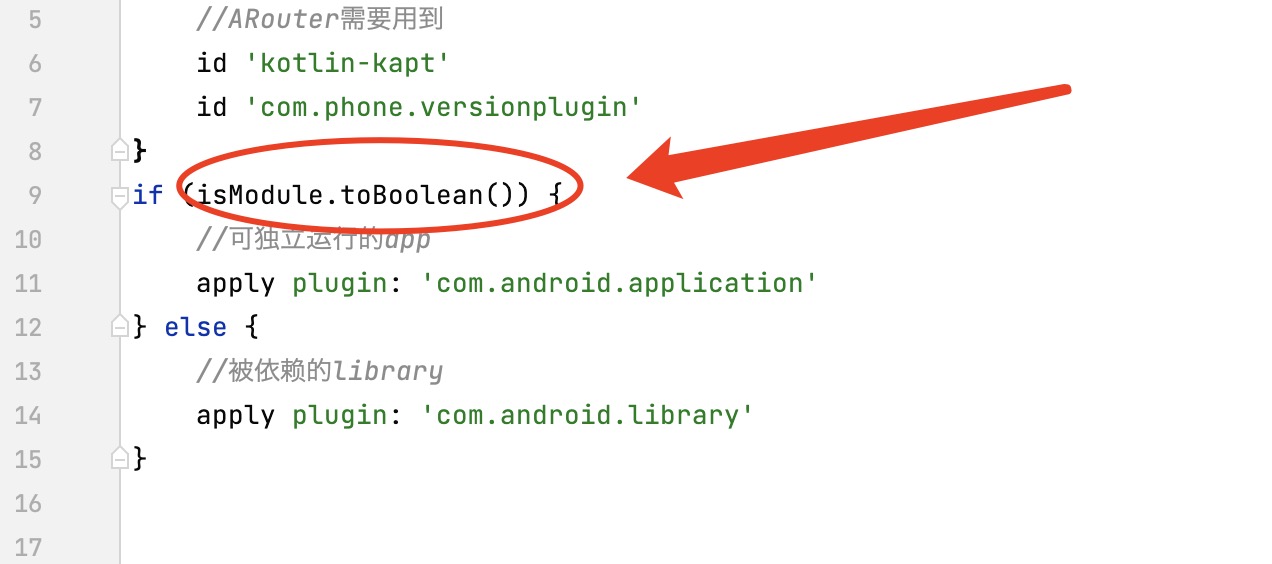 5 //ARouter需要用到
6 id 'kotlin-kapt'
7 id 'com.phone.versionplugin'
8 }
9 if (isModule.toBoolean()) {
10 //可独立运行的app
11 apply plugin: 'com.android.application'
12 } else {
13 //被依赖的library
14 apply plugin: 'com.android.library'
15 }
16
17